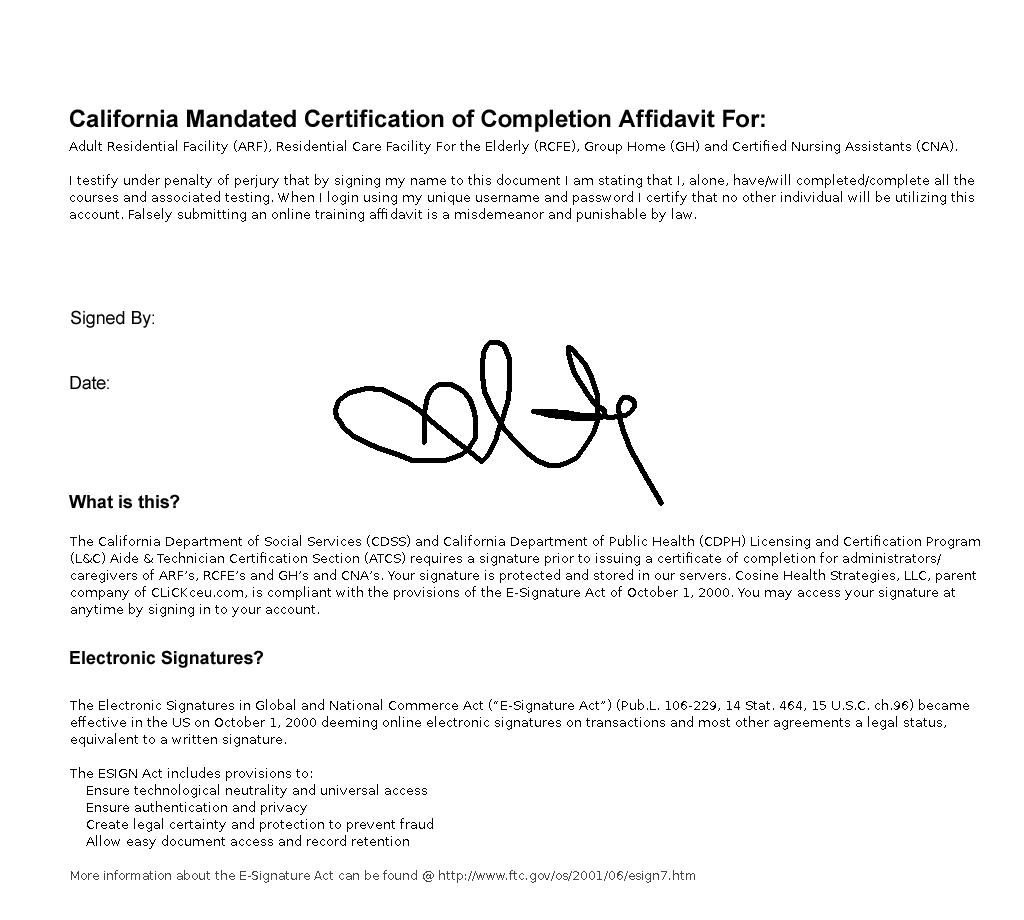 California Mandated Certification of Completion Affidavit For:
Adult Residential Facility (ARF), Residential Care Facility For the Elderly (RCFE), Group Home (GH) and Certified Nursing Assistants (CNA).
I testify under penalty of perjury that by signing my name to this document I am stating that I, alone, have/will completed/complete all the
courses and associated testing. When I login using my unique username and password I certify that no other individual will be utilizing this
account. Falsely submitting an online training affidavit is a misdemeanor and punishable by law.
Signed By:
Date:
What is this?
The California Department of Social Services (CDSS) and California Department of Public Health (CDPH) Licensing and Certification Program
(L&C) Aide & Technician Certification Section (ATCS) requires a signature prior to issuing a certificate of completion for administrators/
caregivers of ARF's, RCFE's and GH's and CNA's. Your signature is protected and stored in our servers. Cosine Health Strategies, LLC, parent
company of CLiCKceu.com, is compliant with the provisions of the E-Signature Act of October 1, 2000. You may access your signature at
anytime by signing in to your account.
Electronic Signatures?
The Electronic Signatures in Global and National Commerce Act (“E-Signature Act”) (Pub.L. 106-229, 14 Stat. 464, 15 U.S.C. ch.96) became
effective in the US on October 1, 2000 deeming online electronic signatures on transactions and most other agreements a legal status,
equivalent to a written signature.
The ESIGN Act includes provisions to:
Ensure technological neutrality and universal access
Ensure authentication and privacy
Create legal certainty and protection to prevent fraud
Allow easy document access and record retention
More information about the E-Signature Act can be found @ http://www.ftc.gov/os/2001/06/esign7.htm